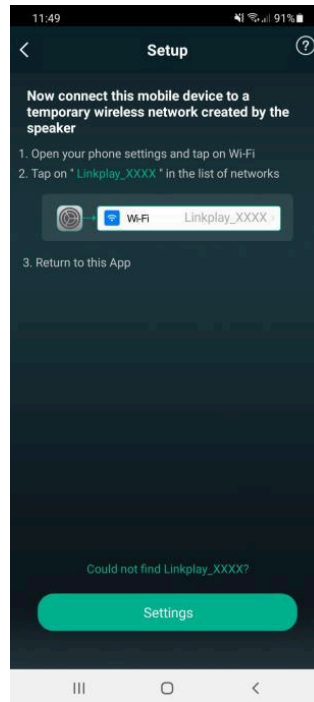 11:49
91%
Setup
?
Now connect this mobile device to a
temporary wireless network created by the
speaker
1. Open your phone settings and tap on Wi-Fi
2. Tap on " Linkplay_XXXX " in the list of networks
Wi-Fi Linkplay_XXXX
3. Return to this App
Could not find Linkplay_XXXX?
Settings